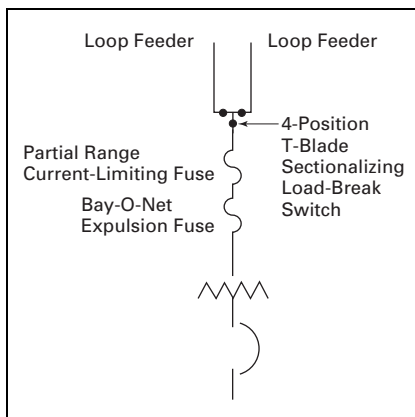 Loop Feeder
Loop Feeder
4-Position
T-Blade
Sectionalizing
Load-Break
Switch
Partial Range
Current-Limiting Fuse
Bay-O-Net
Expulsion Fuse